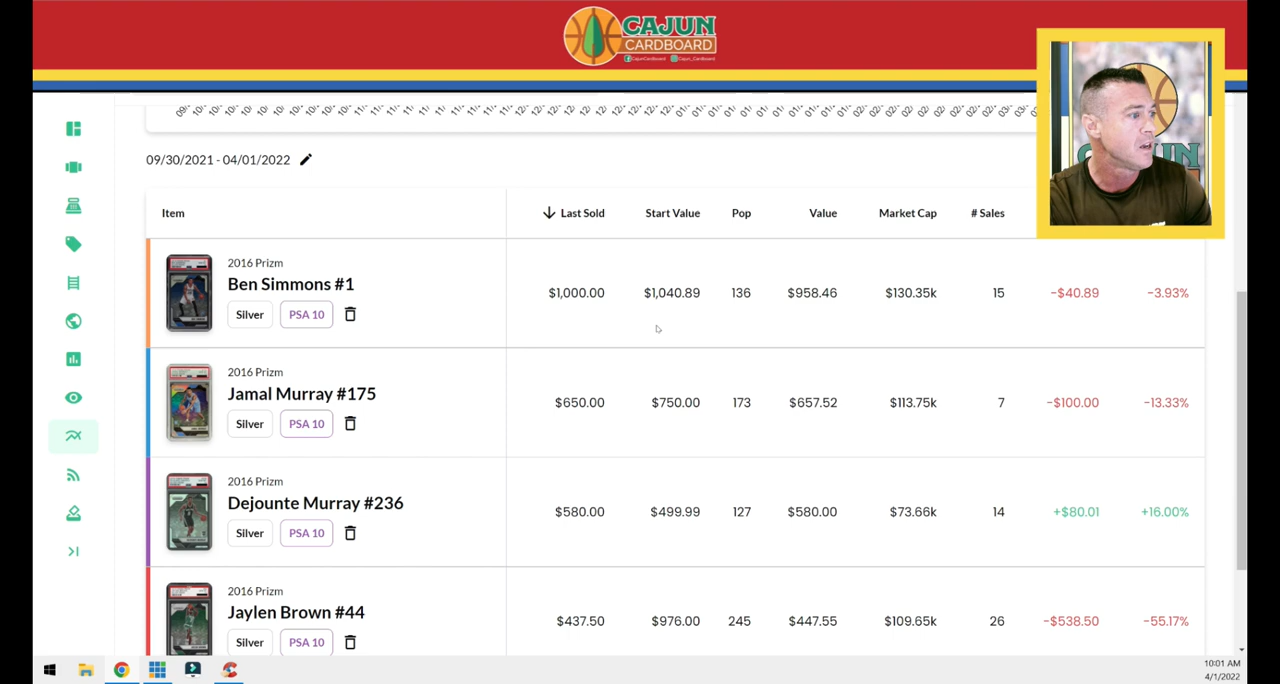 CAJUN
CARDBOARD
CajunCardboard Cajun_Cardboard
09/30/2021 - 04/01/2022
Item Last Sold Start Value Pop Value Market Cap # Sales
2016 Prizm
Ben Simmons #1
Silver PSA 10
$1,000.00 $1,040.89 136 $958.46 $130.35k 15 -$40.89 -3.93%
2016 Prizm
Jamal Murray #175
Silver PSA 10
$650.00 $750.00 173 $657.52 $113.75k 7 -$100.00 -13.33%
2016 Prizm
Dejounte Murray #236
Silver PSA 10
$580.00 $499.99 127 $580.00 $73.66k 14 +$80.01 +16.00%
2016 Prizm
Jaylen Brown #44
Silver PSA 10
$437.50 $976.00 245 $447.55 $109.65k 26 -$538.50 -55.17%
10:01 AM
4/1/2022